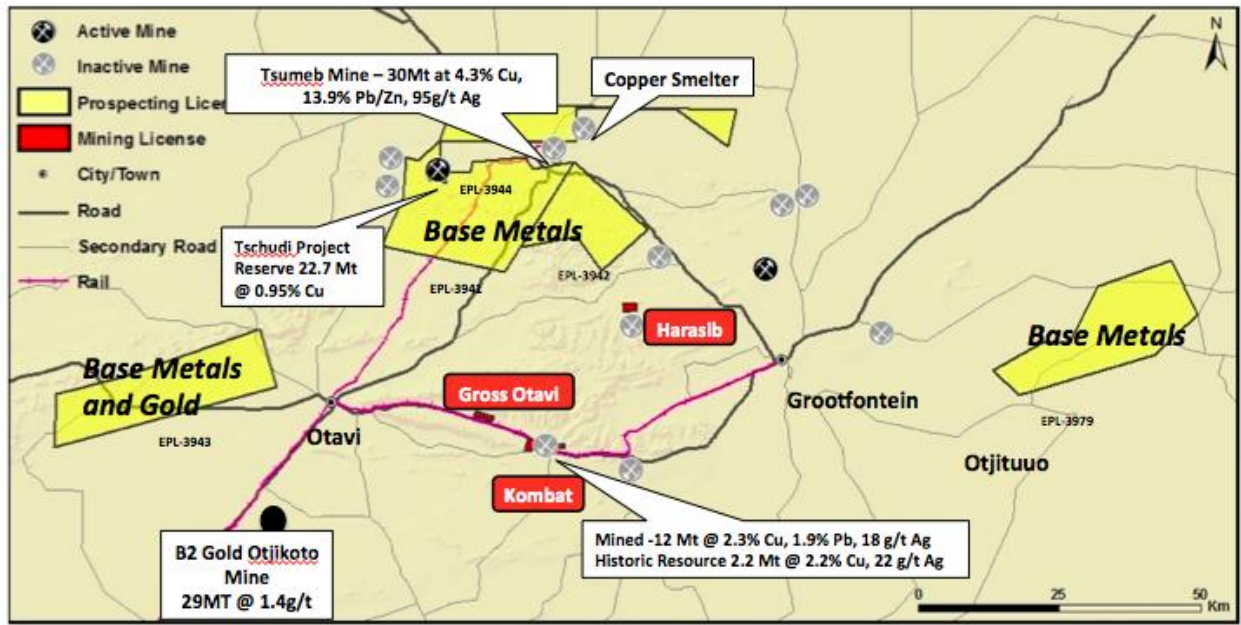 Active Mine
Inactive Mine
Prospecting Licen
Mining License
City/Town
Road
Secondary Road
Rail
Tsumeb Mine – 30Mt at 4.3% Cu,
13.9% Pb/Zn, 95g/t Ag
Copper Smelter
N
EPL-3944
Base Metals
Tschudi Project
Reserve 22.7 Mt
@ 0.95% Cu
EPL-3941
EPL-3942
Harasib
Base Metals
and Gold
EPL-3943
Otavi
Gross Otavi
Kombat
Grootfontein
Base Metals
EPL-3979
Otjituuo
B2 Gold Otjikoto
Mine
29MT @ 1.4g/t
Mined -12 Mt @ 2.3% Cu, 1.9% Pb, 18 g/t Ag
Historic Resource 2.2 Mt @ 2.2% Cu, 22 g/t Ag
0 25 50
Km